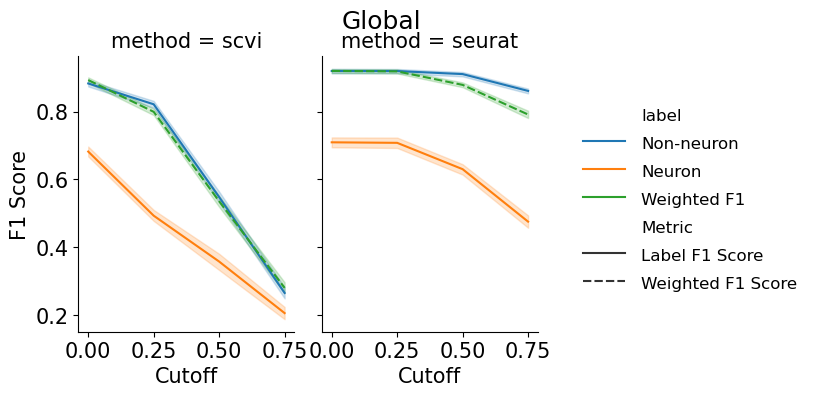 Global
method = scvi
method = seurat
F1 Score
0.8
0.6
0.4
0.2
0.00 0.25 0.50 0.75
0.00 0.25 0.50 0.75
Cutoff
Cutoff
label
Non-neuron
Neuron
Weighted F1
Metric
Label F1 Score
Weighted F1 Score